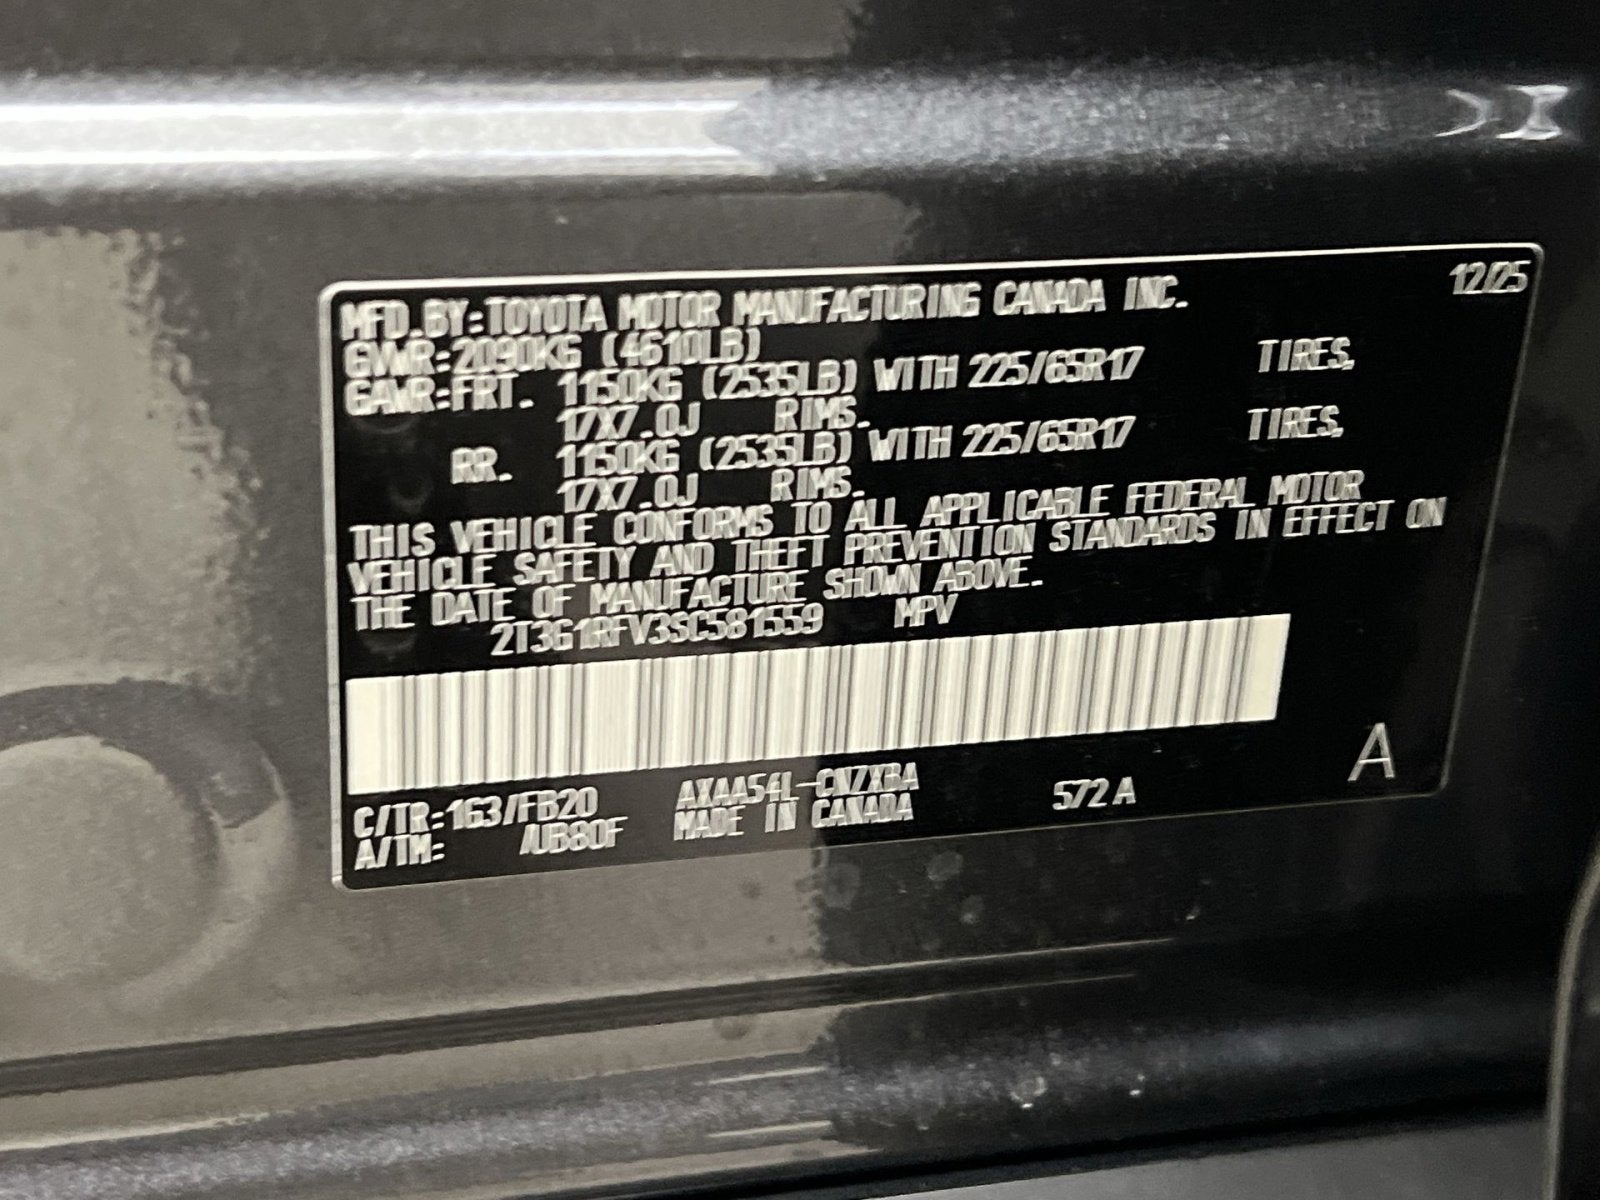 12/25
MFD.BY:TOYOTA MOTOR MANUFACTURING CANADA INC.
GVWR:2090KG (4610LB)
GAWR:FRT. 1150KG (2535LB) WITH 225/65R17 TIRES,
17X7.0J RIMS.
RR. 1150KG (2535LB) WITH 225/65R17 TIRES,
17X7.0J RIMS.
THIS VEHICLE CONFORMS TO ALL APPLICABLE FEDERAL MOTOR
VEHICLE SAFETY AND THEFT PREVENTION STANDARDS IN EFFECT ON
THE DATE OF MANUFACTURE SHOWN ABOVE.
2T3G1RFV3SC581559 MPV
A
C/TR:163/FB20 AXAA54L-CNZXBA 572A
A/TM: /UB80F MADE IN CANADA